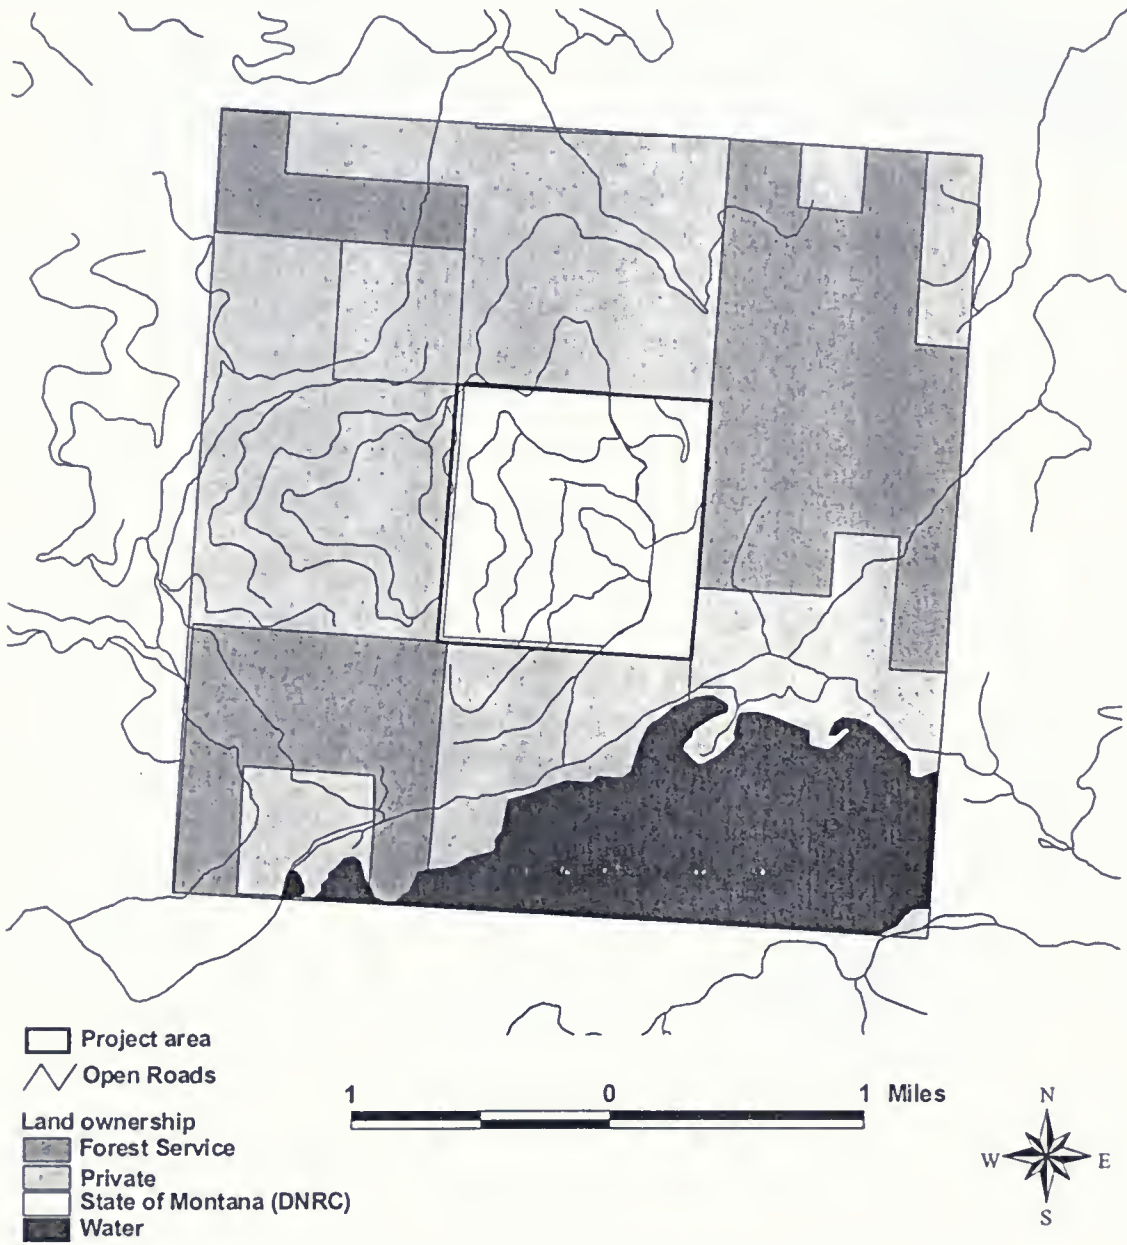 Project area
Open Roads
Land ownership
Forest Service
Private
State of Montana (DNRC)
Water
1 0 1 Miles
N
W E
S